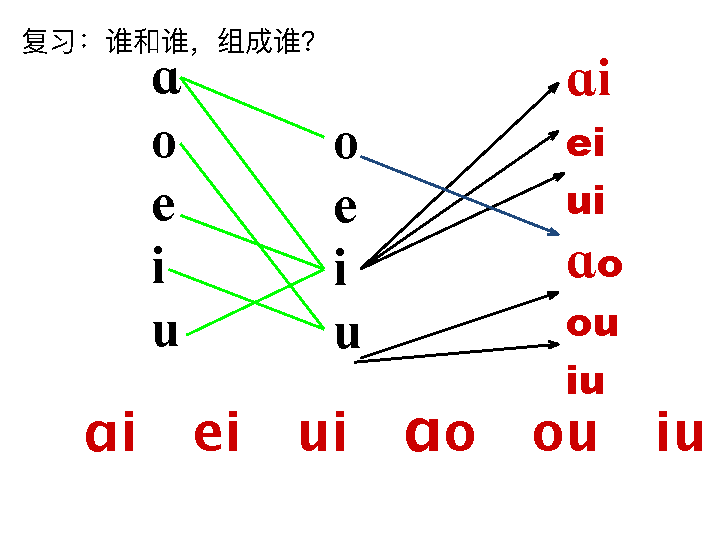 复习：谁和谁，组成谁？
ɑ ɑi
o o ei
e e ui
i i ɑo
u u ou
iu
ɑi ei ui ɑo ou iu